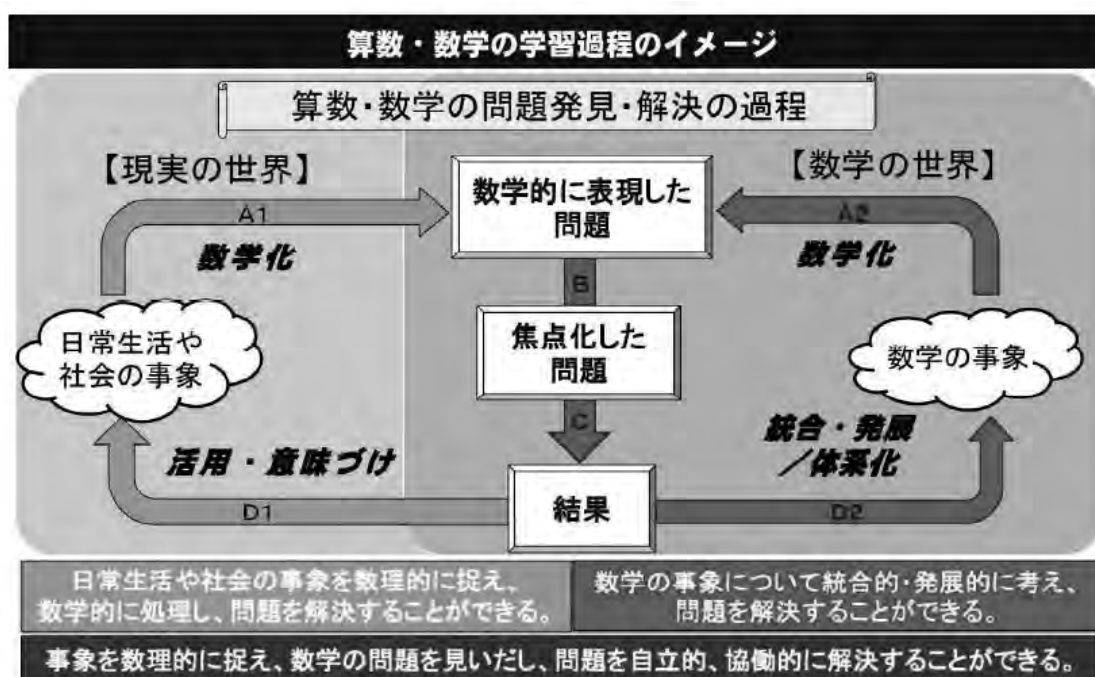 算数・数学の学習過程のイメージ
算数・数学の問題発見・解決の過程
【現実の世界】
【数学の世界】
数学的に表現した
問題
A1
数学化
A2
数学化
B
日常生活や
社会の事象
焦点化した
問題
数学の事象
C
活用・意味づけ
統合・発展
/体系化
D1
結果
D2
日常生活や社会の事象を数理的に捉え、
数学的に処理し、問題を解決することができる。
数学の事象について統合的・発展的に考え、
問題を解決することができる。
事象を数理的に捉え、数学の問題を見いだし、問題を自立的、協働的に解決することができる。